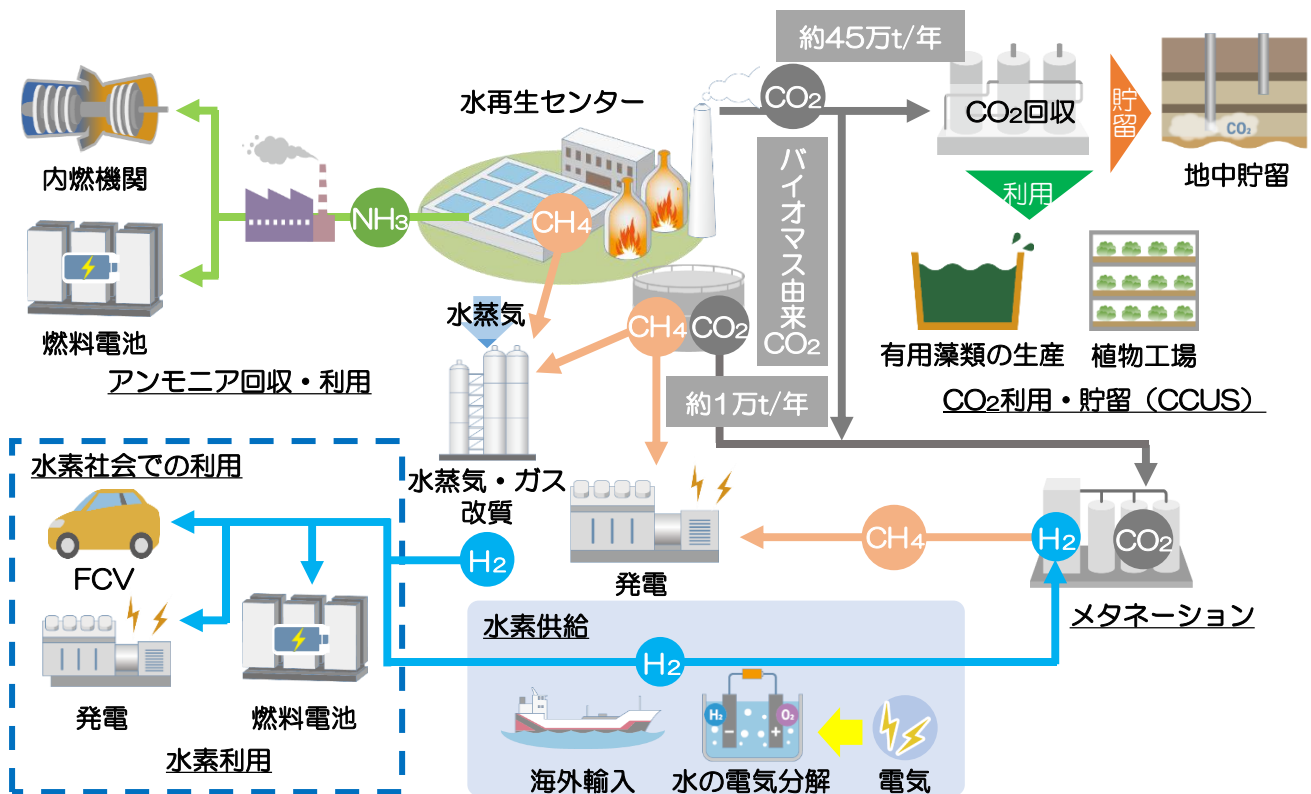 約45万t/年
CO2
CO2回収
貯留
CO2
地中貯留
水再生センター
内燃機関
NH3
CH4
バイオマス由来CO2
利用
水蒸気
CH4
CO2
燃料電池
有用藻類の生産
植物工場
アンモニア回収・利用
約1万t/年
CO2利用・貯留（CCUS）
水素社会での利用
水蒸気・ガス
改質
FCV
H2
CH4
H2
CO2
発電
メタネーション
水素供給
H2
発電
燃料電池
水素利用
H2
O2
−
+
海外輸入
水の電気分解
電気